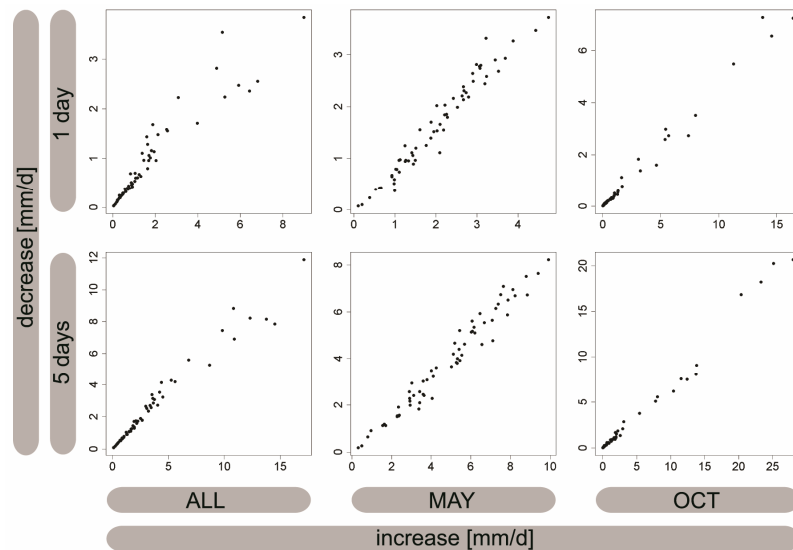 decrease [mm/d]
1 day
0 1 2 3
0 2 4 6 8
0 1 2 3
0 1 2 3 4
0 2 4 6
0 5 10 15
5 days
0 2 4 6 8 10 12
0 5 10 15
0 2 4 6 8
0 2 4 6 8 10
0 5 10 15 20
0 5 10 15 20 25
ALL MAY OCT
increase [mm/d]